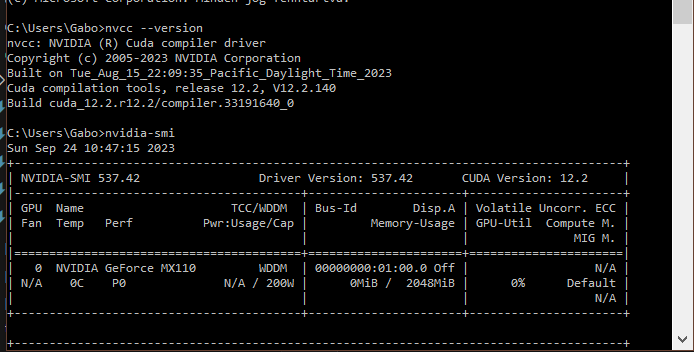 (c) Microsoft Corporation. Minden jog fenntartva.
C:\Users\Gabo>nvcc --version
nvcc: NVIDIA (R) Cuda compiler driver
Copyright (c) 2005-2023 NVIDIA Corporation
Built on Tue_Aug_15_22:09:35_Pacific_Daylight_Time_2023
Cuda compilation tools, release 12.2, V12.2.140
Build cuda_12.2.r12.2/compiler.33191640_0
C:\Users\Gabo>nvidia-smi
Sun Sep 24 10:47:15 2023
NVIDIA-SMI 537.42 Driver Version: 537.42 CUDA Version: 12.2
GPU Name TCC/WDDM | Bus-Id Disp.A | Volatile Uncorr. ECC
Fan Temp Perf Pwr:Usage/Cap | Memory-Usage | GPU-Util Compute M.
MIG M.
0 NVIDIA GeForce MX110 WDDM | 00000000:01:00.0 Off | N/A
N/A 0C P0 N/A / 200W | 0MiB / 2048MiB | 0% Default
N/A